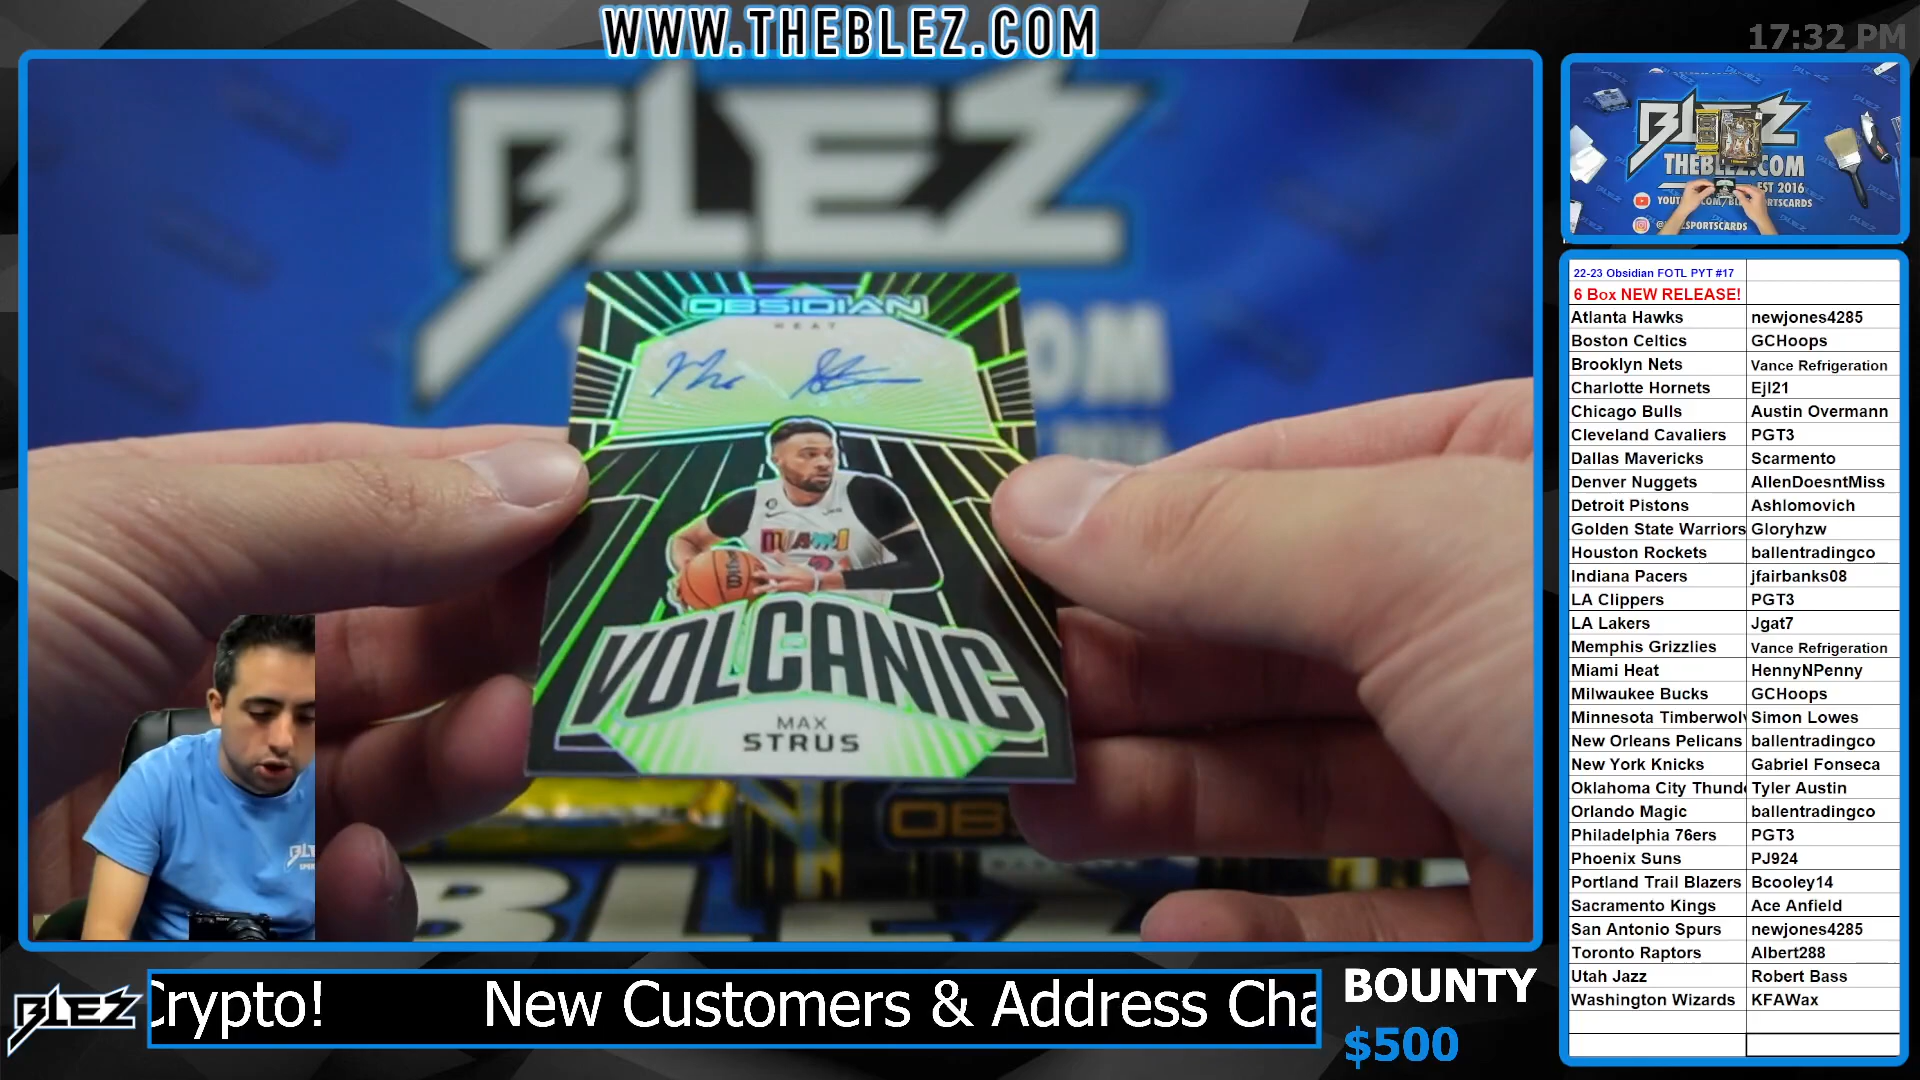 WWW.THEBLEZ.COM
17:32 PM
BLEZ
OBSIDIAN
HEAT
MIAMI
Wilson
VOLCANIC
MAX
STRUS
BLEZ
BLEZ
THEBLEZ.COM
EST 2016
22-23 Obsidian FOTL PYT #17
6 Box NEW RELEASE!
Atlanta Hawks newjones4285
Boston Celtics GCHoops
Brooklyn Nets Vance Refrigeration
Charlotte Hornets Ejl21
Chicago Bulls Austin Overmann
Cleveland Cavaliers PGT3
Dallas Mavericks Scarmento
Denver Nuggets AllenDoesntMiss
Detroit Pistons Ashlomovich
Golden State Warriors Gloryhzw
Houston Rockets ballentradingco
Indiana Pacers jfairbanks08
LA Clippers PGT3
LA Lakers Jgat7
Memphis Grizzlies Vance Refrigeration
Miami Heat HennyNPenny
Milwaukee Bucks GCHoops
Minnesota Timberwolv Simon Lowes
New Orleans Pelicans ballentradingco
New York Knicks Gabriel Fonseca
Oklahoma City Thunde Tyler Austin
Orlando Magic ballentradingco
Philadelphia 76ers PGT3
Phoenix Suns PJ924
Portland Trail Blazers Bcooley14
Sacramento Kings Ace Anfield
San Antonio Spurs newjones4285
Toronto Raptors Albert288
Utah Jazz Robert Bass
Washington Wizards KFAWax
BLEZ
Crypto! New Customers & Address Cha
BOUNTY
$500